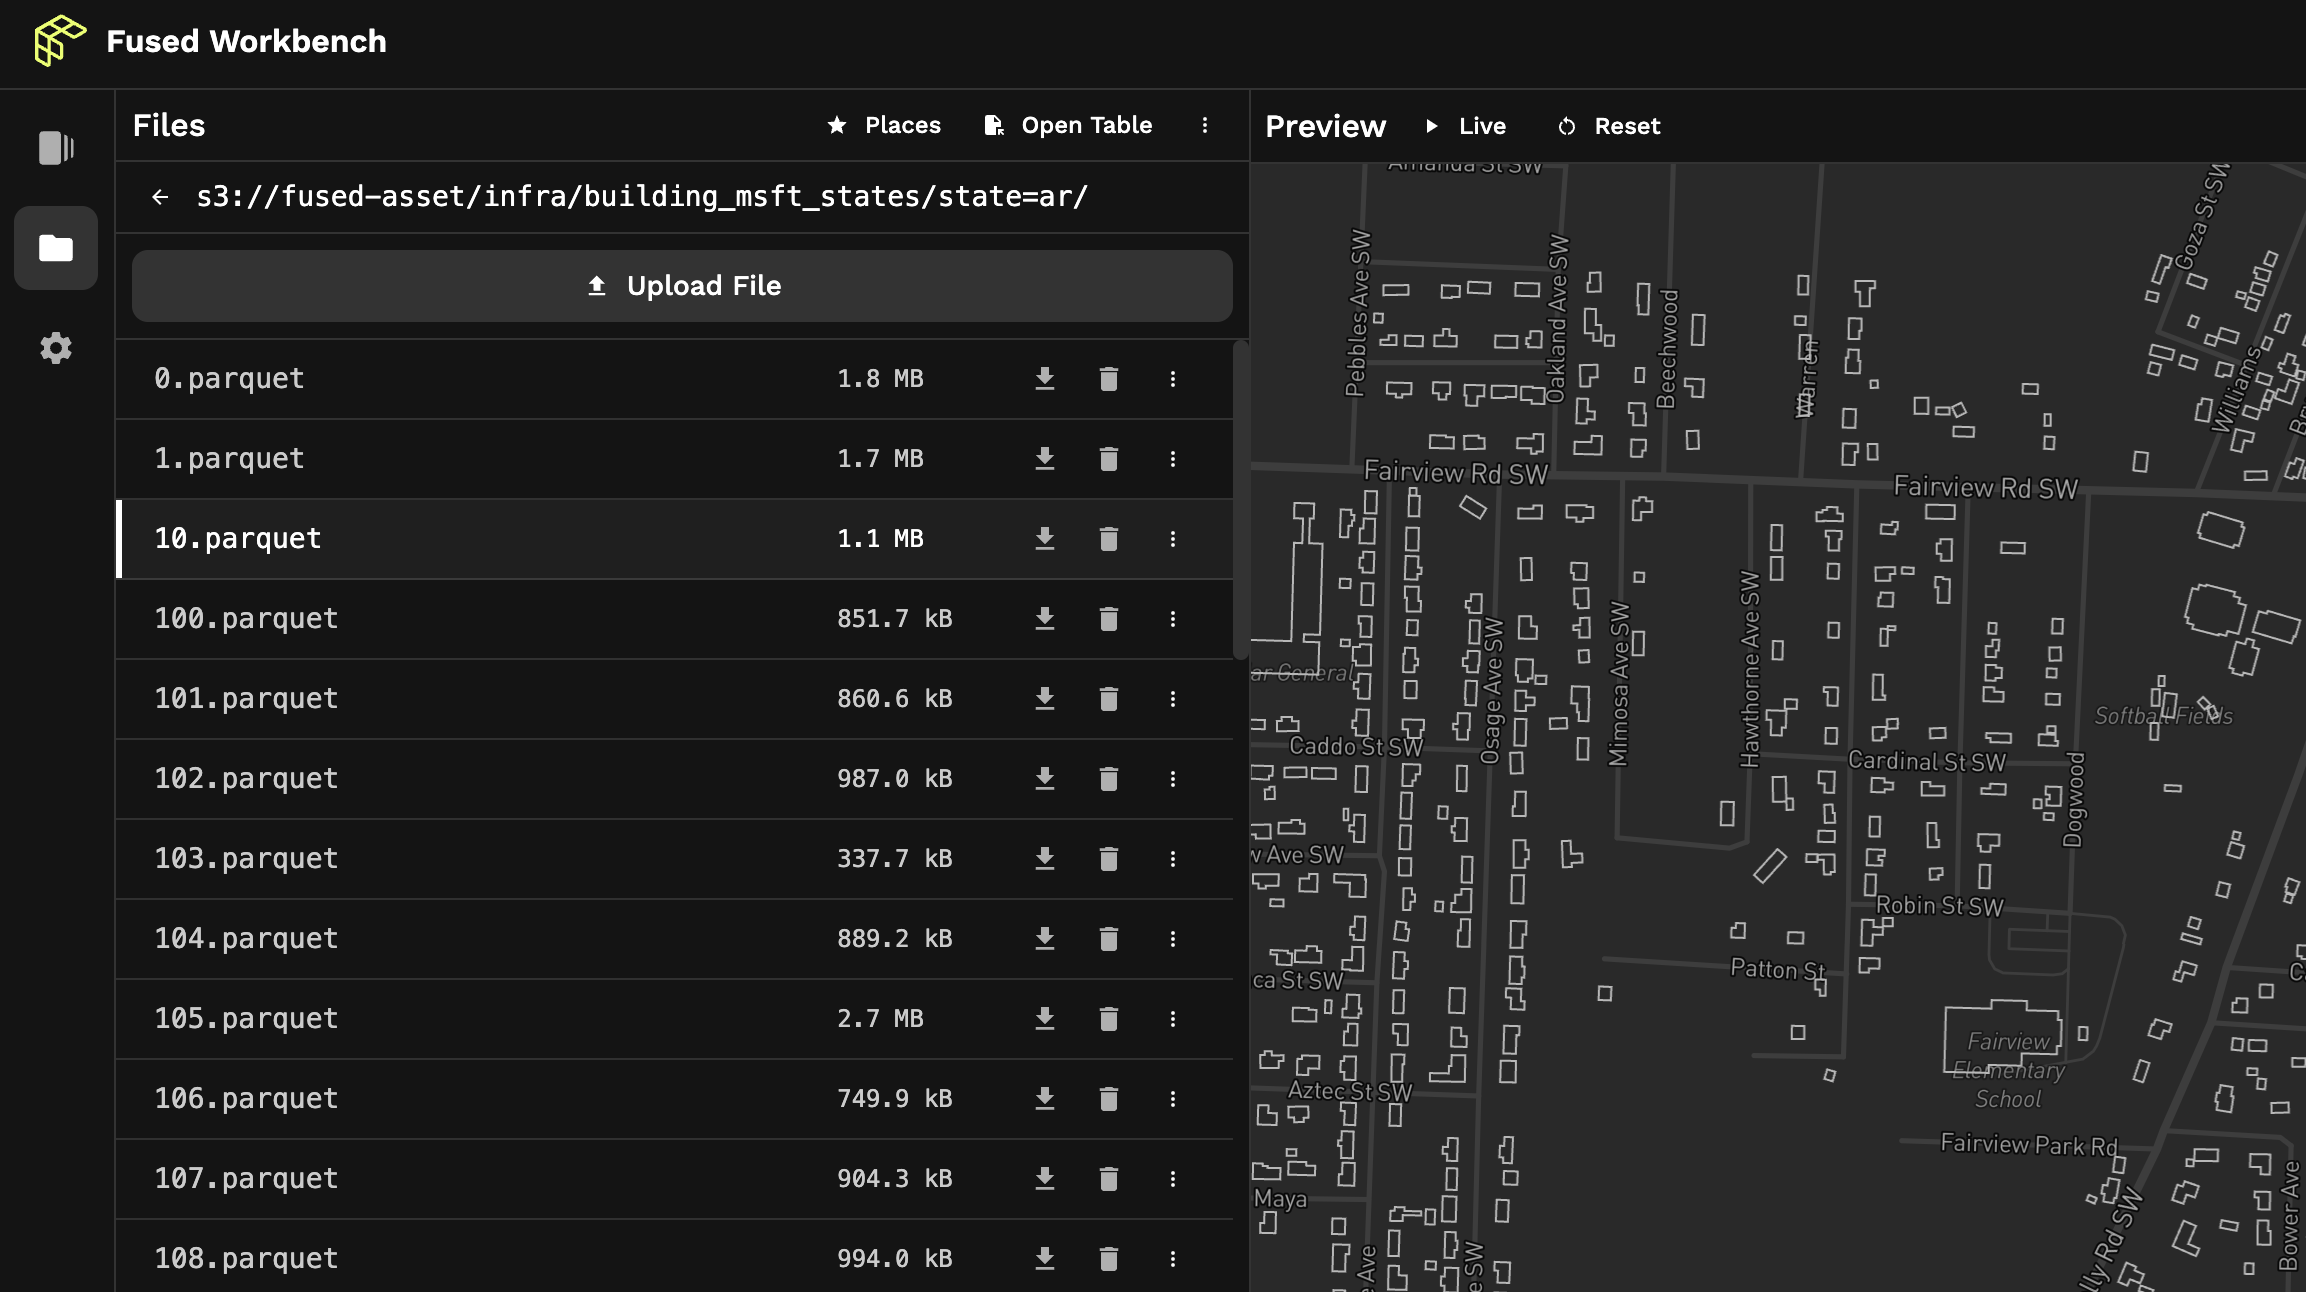 Fused Workbench
Files
Places
Open Table
s3://fused-asset/infra/building_msft_states/state=ar/
Upload File
0.parquet 1.8 MB
1.parquet 1.7 MB
10.parquet 1.1 MB
100.parquet 851.7 kB
101.parquet 860.6 kB
102.parquet 987.0 kB
103.parquet 337.7 kB
104.parquet 889.2 kB
105.parquet 2.7 MB
106.parquet 749.9 kB
107.parquet 904.3 kB
108.parquet 994.0 kB
Preview
Live
Reset
Amanda St SW
Goza St SW
Pebbles Ave SW
Oakland Ave SW
Beechwood
Warren
Williams
Fairview Rd SW
Fairview Rd SW
ar General
Osage Ave SW
Mimosa Ave SW
Hawthorne Ave SW
Softball Fields
Caddo St SW
Cardinal St SW
Dogwood
w Ave SW
Robin St SW
ca St SW
Patton St
Fairview
Elementary
School
Aztec St SW
Fairview Park Rd
Maya
Ave
e SW
lly Rd SW
Bower Ave